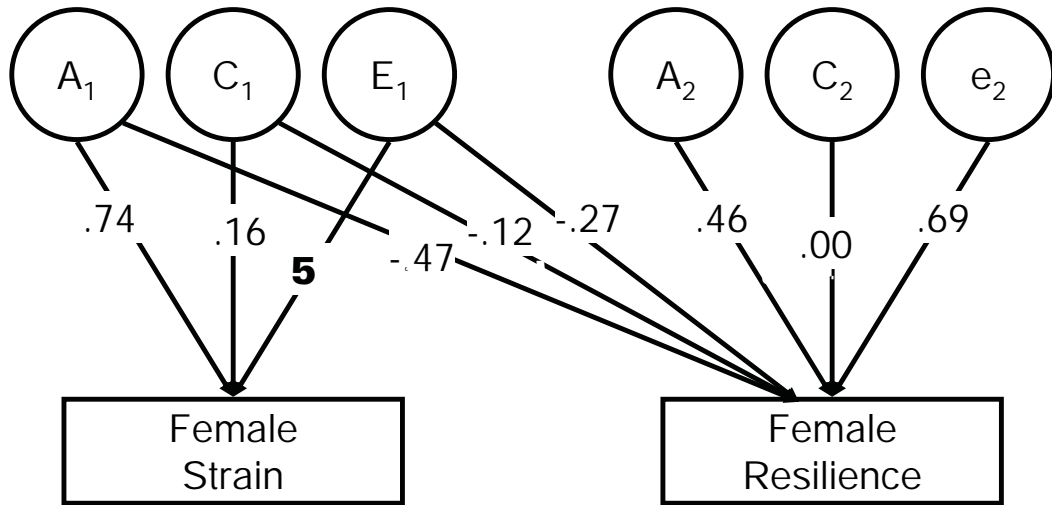 A₁ C₁ E₁ A₂ C₂ e₂
.74 .16 5 -.47 -.12 -.27 .46 .00 .69
Female
Strain
Female
Resilience